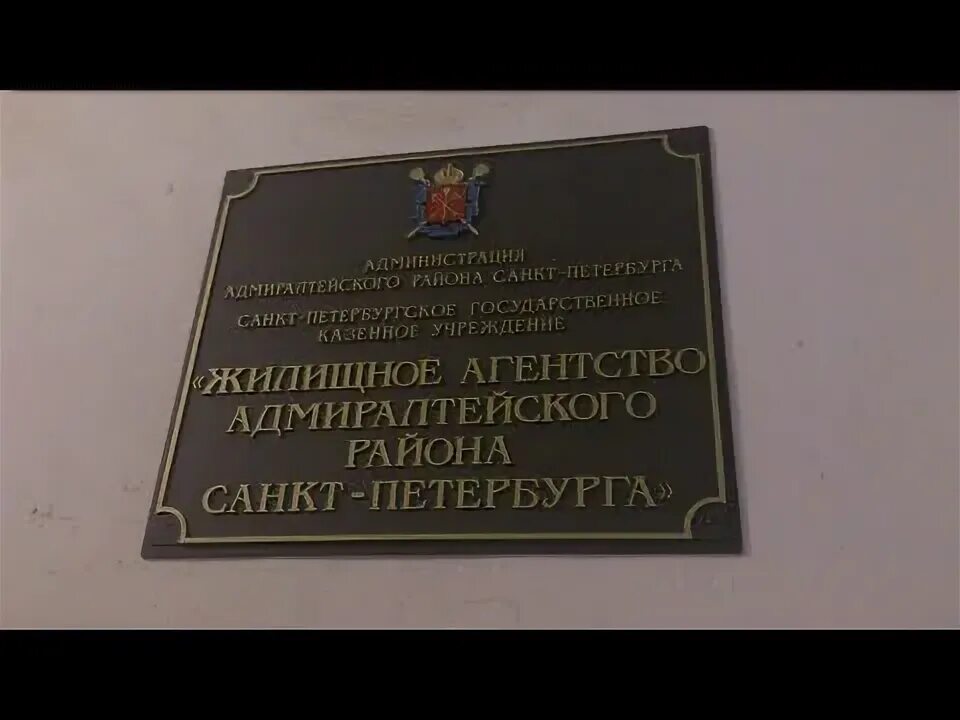 АДМИНИСТРАЦИЯ
АДМИРАЛТЕЙСКОГО РАЙОНА САНКТ-ПЕТЕРБУРГА
САНКТ-ПЕТЕРБУРГСКОЕ ГОСУДАРСТВЕННОЕ
КАЗЕННОЕ УЧРЕЖДЕНИЕ
«ЖИЛИЩНОЕ АГЕНТСТВО
АДМИРАЛТЕЙСКОГО
РАЙОНА
САНКТ-ПЕТЕРБУРГА»